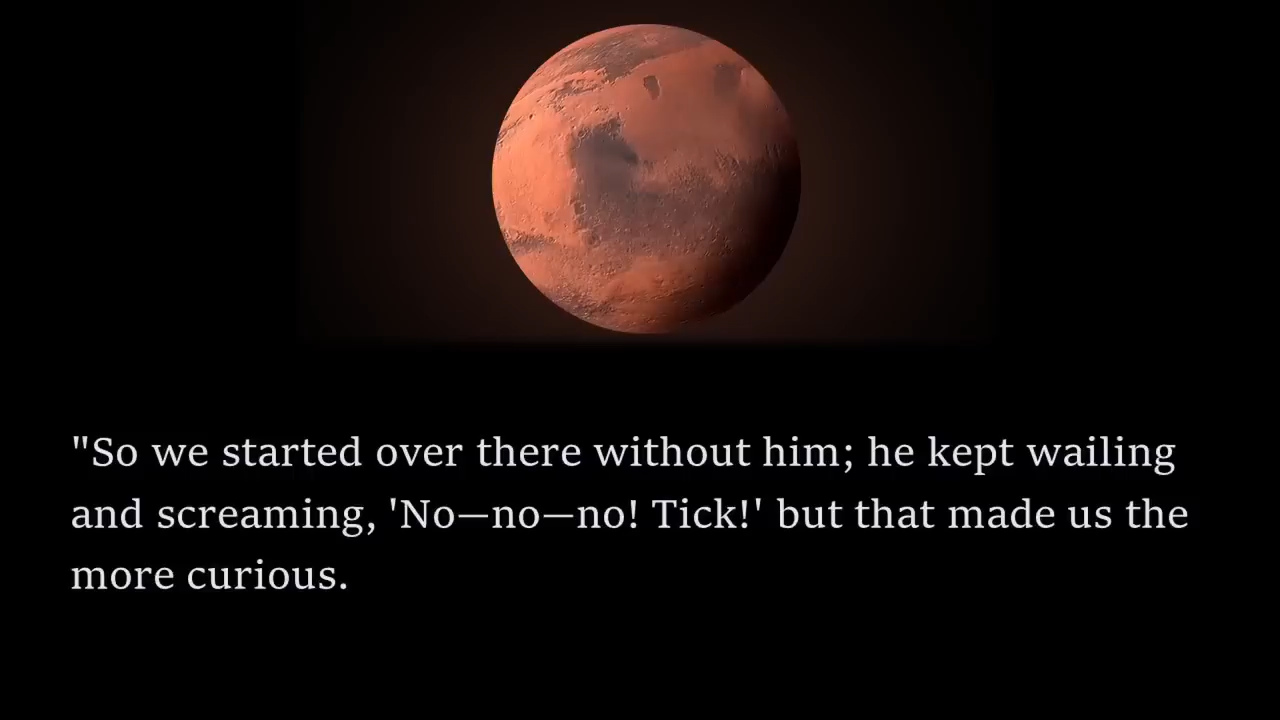 "So we started over there without him; he kept wailing
and screaming, 'No—no—no! Tick!' but that made us the
more curious.